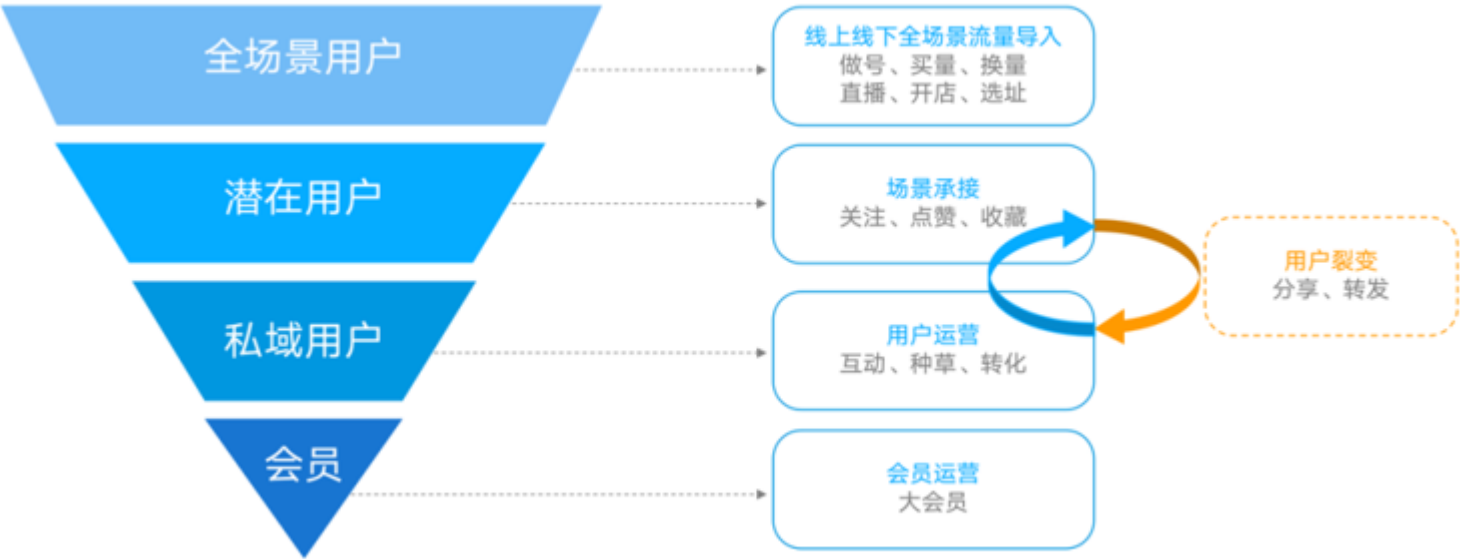 全场景用户
线上线下全场景流量导入
做号、买量、换量
直播、开店、选址
潜在用户
场景承接
关注、点赞、收藏
用户裂变
分享、转发
私域用户
用户运营
互动、种草、转化
会员
会员运营
大会员